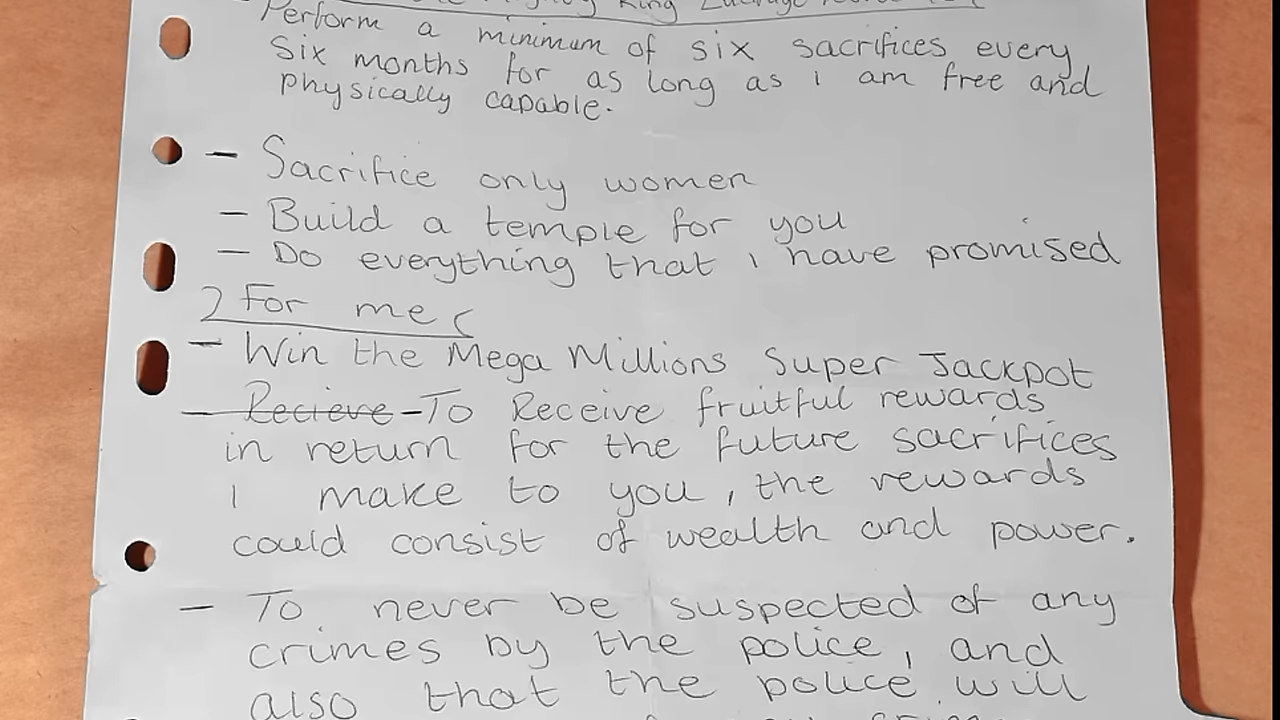 King
Perform a minimum of six sacrifices every
six months for as long as I am free and
physically capable.
— Sacrifice only women
— Build a temple for you
— Do everything that I have promised
For me
— Win the Mega Millions Super Jackpot
— Recieve - To Receive fruitful rewards
in return for the future sacrifices
I make to you, the rewards
could consist of wealth and power.
— To never be suspected of any
crimes by the police, and
also that the police will